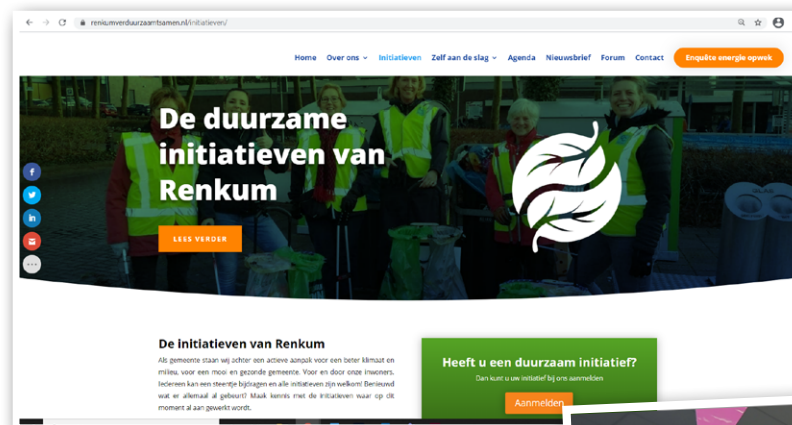 renkumverduurzaamtsamen.nl/initiatieven/
Home Over ons Initiatieven Zelf aan de slag Agenda Nieuwsbrief Forum Contact Enquête energie opwek
De duurzame
initiatieven van
Renkum
LEES VERDER
GLAS
De initiatieven van Renkum
Als gemeente staan wij achter een actieve aanpak voor een beter klimaat en
milieu, voor een mooi en gezonde gemeente. Voor en door onze inwoners.
Iedereen kan een steentje bijdragen en alle initiatieven zijn welkom! Benieuwd
wat er allemaal al gebeurt? Maak kennis met de initiatieven waar op dit
moment al aan gewerkt wordt.
Heeft u een duurzaam initiatief?
Dan kunt u uw initiatief bij ons aanmelden
Aanmelden